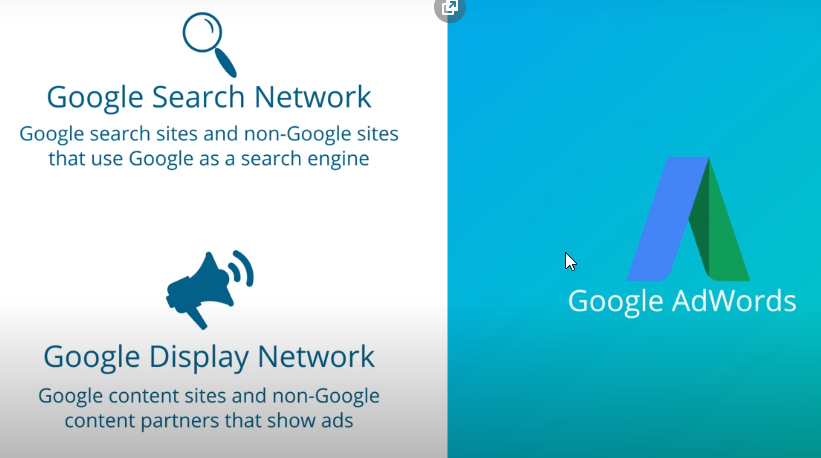 Google Search Network
Google search sites and non-Google sites
that use Google as a search engine
Google Display Network
Google content sites and non-Google
content partners that show ads
Google AdWords